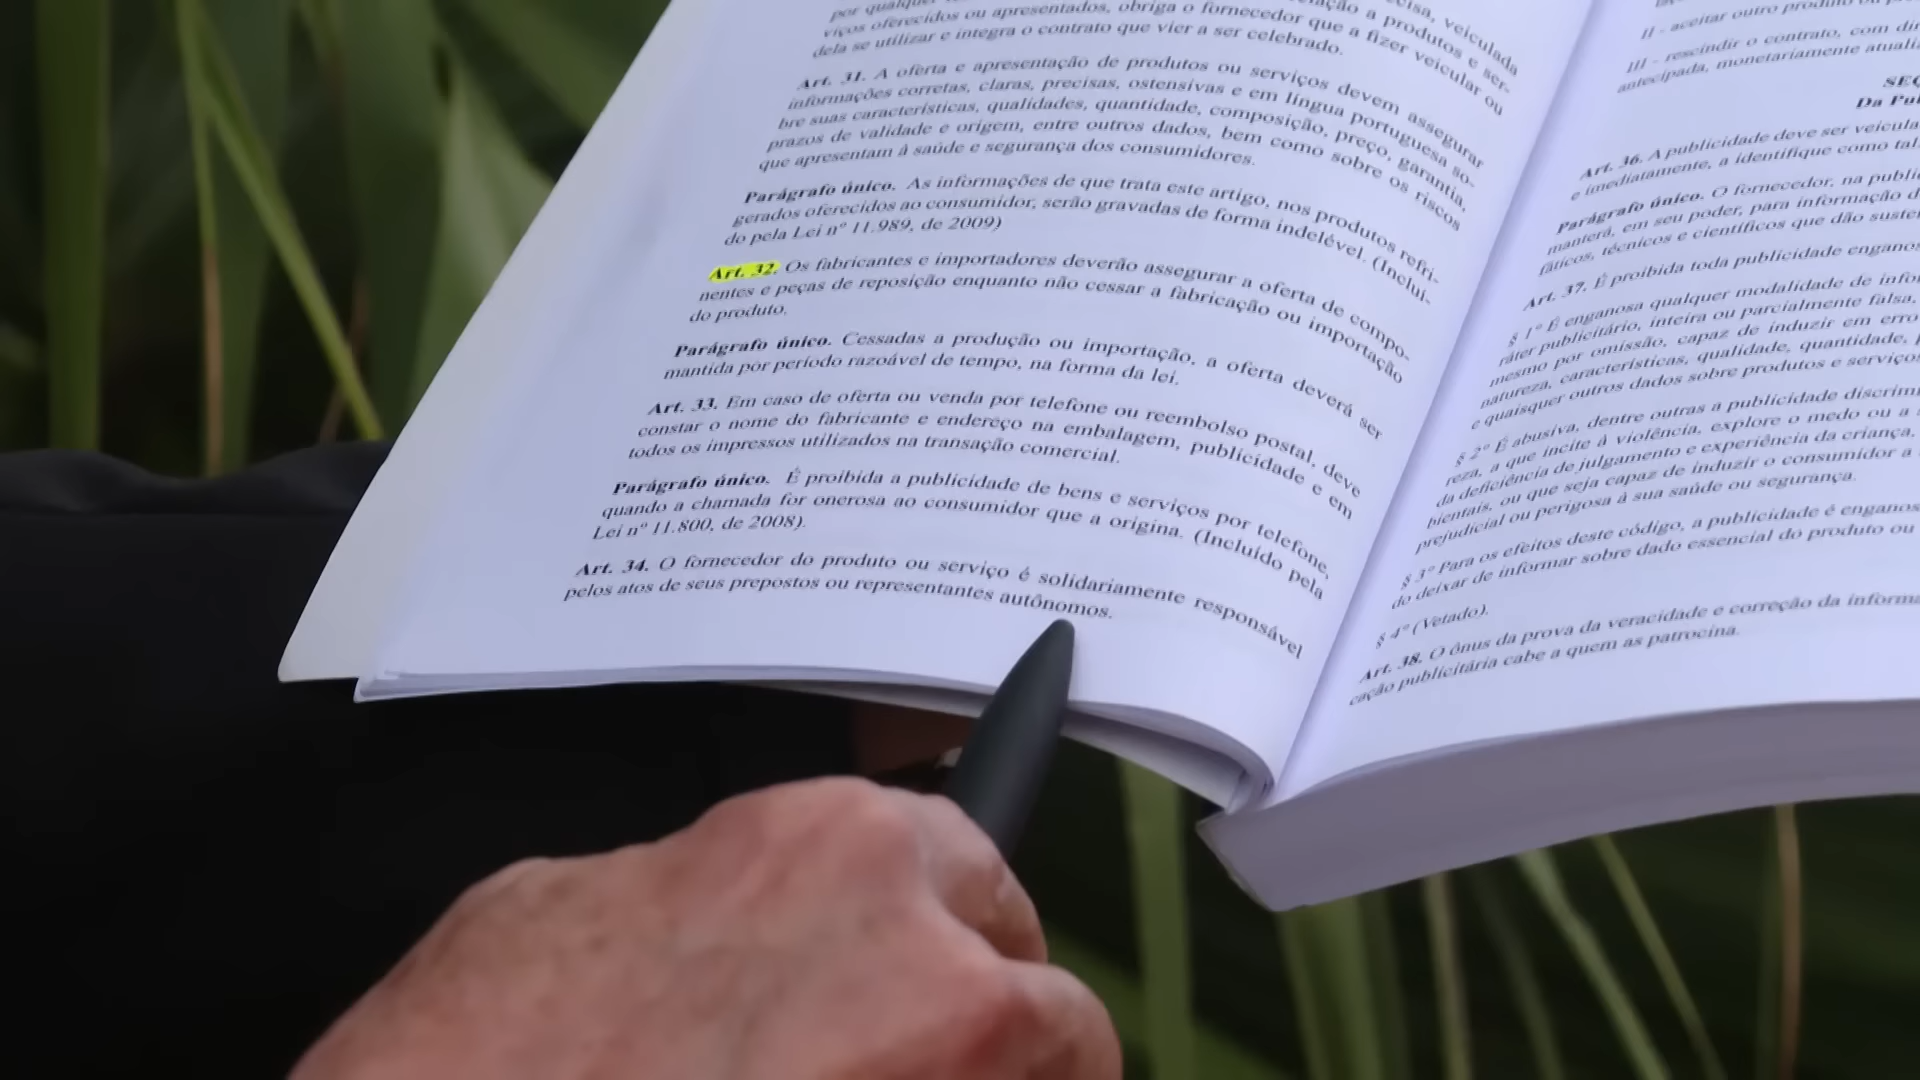 por qualquer
cisa, veiculada
viços oferecidos ou apresentados, obriga o fornecedor que a fizer veicular ou
dela se utilizar e integra o contrato que vier a ser celebrado.
Art. 31. A oferta e apresentação de produtos ou serviços devem assegurar
informações corretas, claras, precisas, ostensivas e em língua portuguesa so-
bre suas características, qualidades, quantidade, composição, preço, garantia,
prazos de validade e origem, entre outros dados, bem como sobre os riscos
que apresentam à saúde e segurança dos consumidores.
Parágrafo único. As informações de que trata este artigo, nos produtos refri-
gerados oferecidos ao consumidor, serão gravadas de forma indelével. (Incluí-
do pela Lei nº 11.989, de 2009)
Art. 32. Os fabricantes e importadores deverão assegurar a oferta de compo-
nentes e peças de reposição enquanto não cessar a fabricação ou importação
do produto.
Parágrafo único. Cessadas a produção ou importação, a oferta deverá ser
mantida por período razoável de tempo, na forma da lei.
Art. 33. Em caso de oferta ou venda por telefone ou reembolso postal, deve
constar o nome do fabricante e endereço na embalagem, publicidade e em
todos os impressos utilizados na transação comercial.
Parágrafo único. É proibida a publicidade de bens e serviços por telefone,
quando a chamada for onerosa ao consumidor que a origina. (Incluído pela
Lei nº 11.800, de 2008).
Art. 34. O fornecedor do produto ou serviço é solidariamente responsável
pelos atos de seus prepostos ou representantes autônomos.
II - aceitar outro produto ou
III - rescindir o contrato, com
antecipada, monetariamente
Art. 36. A publicidade deve ser
e imediatamente, a identifique como tal.
Parágrafo único. O fornecedor, na
manterá, em seu poder, para informação
fáticos, técnicos e científicos que dão
Art. 37. É proibida toda publicidade
§ 1º É enganosa qualquer modalidade de
ráter publicitário, inteira ou parcialmente falsa,
mesmo por omissão, capaz de induzir em erro
natureza, características, qualidade, quantidade,
e quaisquer outros dados sobre produtos e serviços
§ 2º É abusiva, dentre outras a publicidade
reza, a que incite à violência, explore o medo ou a
da deficiência de julgamento e experiência da criança,
bientais, ou que seja capaz de induzir o consumidor a
prejudicial ou perigosa à sua saúde ou segurança.
§ 3º Para os efeitos deste código, a publicidade é
do deixar de informar sobre dado essencial do produto ou
§ 4º (Vetado).
Art. 38. O ônus da prova da veracidade e correção da
cação publicitária cabe a quem as patrocina.